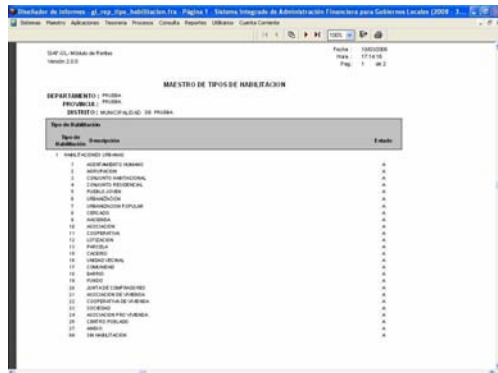 Diseñador de informes - gl_rep_tipo_habilitacion.frx - Página 1 - Sistema Integrado de Administración Financiera para Gobiernos Locales (2008 - 3...
Sistemas Maestro Aplicaciones Tesoreria Procesos Consulta Reportes Utilitarios Ventana Cuenta Corriente
100%
SIAF-GL- Módulo de Rentas
Versión 2.0.0
Fecha : 19/03/2008
Hora : 17:14:16
Pag. : 1 de 2
MAESTRO DE TIPOS DE HABILITACION
DEPARTAMENTO : PRUEBA
PROVINCIA : PRUEBA
DISTRITO : MUNICIPALIDAD DE PRUEBA
Tipo de Habilitación
Tipo de Habilitación Descripción Estado
1 HABILITACIONES URBANAS
1 ASENTAMIENTO HUMANO A
2 AGRUPACION A
3 CONJUNTO HABITACIONAL A
4 CONJUNTO RESIDENCIAL A
5 PUEBLO JOVEN A
6 URBANIZACION A
7 URBANIZACION POPULAR A
8 CERCADO A
9 HACIENDA A
10 ASOCIACION A
11 COOPERATIVA A
12 LOTIZACION A
13 PARCELA A
14 CASERIO A
16 UNIDAD VECINAL A
17 COMUNIDAD A
18 BARRIO A
19 FUNDO A
20 JUNTA DE COMPRADORES A
21 ASOCIACION DE VIVIENDA A
22 COOPERATIVA DE VIVIENDA A
23 SOCIEDAD A
24 ASOCIACION PRO VIVIENDA A
25 CENTRO POBLADO A
27 ANEXO A
SIN HABILITACION A